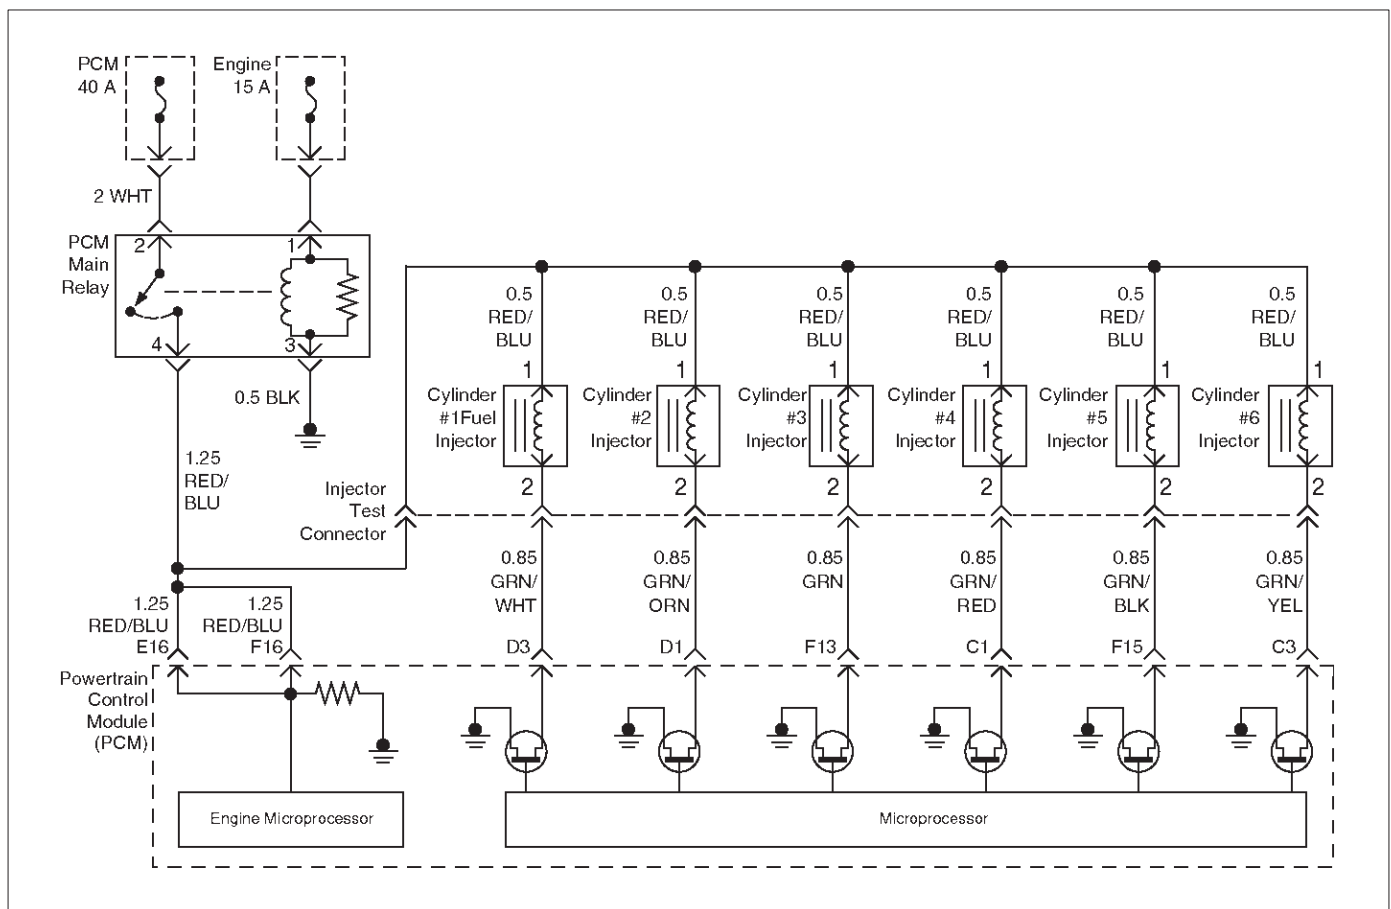 PCM
40 A
Engine
15 A
2 WHT
PCM
Main
Relay
2
1
4
3
0.5 BLK
1.25
RED/
BLU
0.5
RED/
BLU
0.5
RED/
BLU
0.5
RED/
BLU
0.5
RED/
BLU
0.5
RED/
BLU
0.5
RED/
BLU
1
1
1
1
1
1
Cylinder
#1Fuel
Injector
Cylinder
#2
Injector
Cylinder
#3
Injector
Cylinder
#4
Injector
Cylinder
#5
Injector
Cylinder
#6
Injector
2
2
2
2
2
2
Injector
Test
Connector
0.85
GRN/
WHT
0.85
GRN/
ORN
0.85
GRN
0.85
GRN/
RED
0.85
GRN/
BLK
0.85
GRN/
YEL
1.25
RED/BLU
E16
1.25
RED/BLU
F16
D3
D1
F13
C1
F15
C3
Powertrain
Control
Module
(PCM)
Engine Microprocessor
Microprocessor